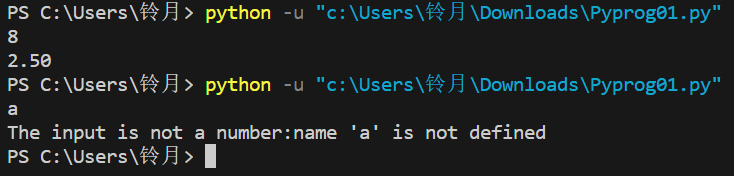 PS C:\Users\铃月> python -u "c:\Users\铃月\Downloads\Pyprog01.py"
8
2.50
PS C:\Users\铃月> python -u "c:\Users\铃月\Downloads\Pyprog01.py"
a
The input is not a number:name 'a' is not defined
PS C:\Users\铃月>